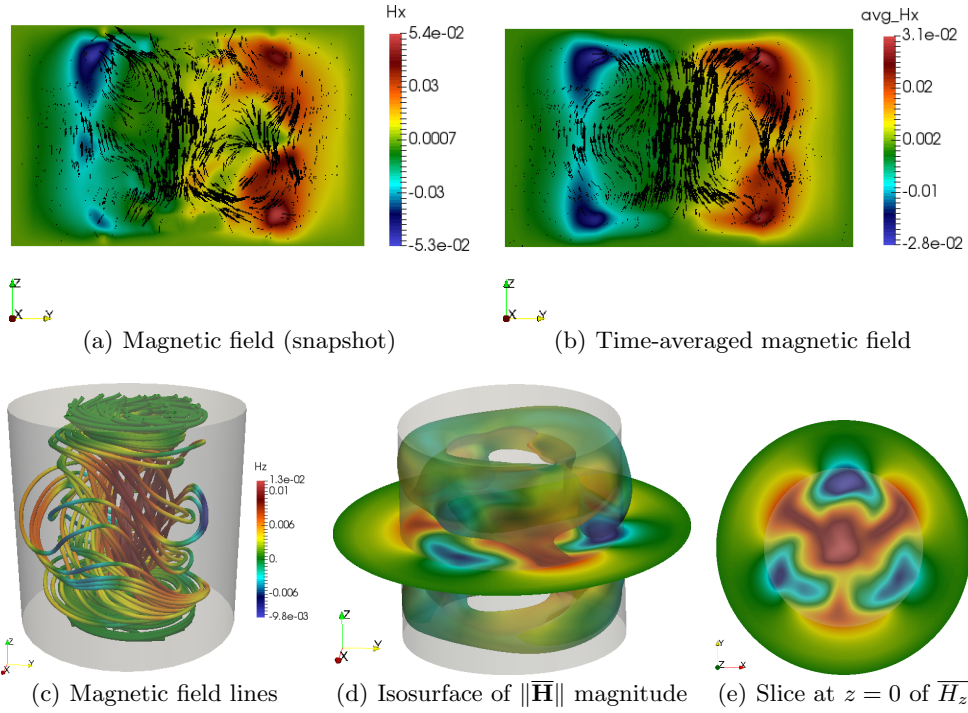 Hx
5.4e-02
0.03
0.0007
-0.03
-5.3e-02
Z
X
Y
avg_Hx
3.1e-02
0.02
0.002
-0.01
-2.8e-02
Z
X
Y
(a) Magnetic field (snapshot)
(b) Time-averaged magnetic field
Hz
1.3e-02
0.01
0.006
0.
-0.006
-9.8e-03
Z
X
Y
Z
X
Y
Y
Z
X
(c) Magnetic field lines
(d) Isosurface of ‖H̅‖ magnitude
(e) Slice at z = 0 of H̅_z